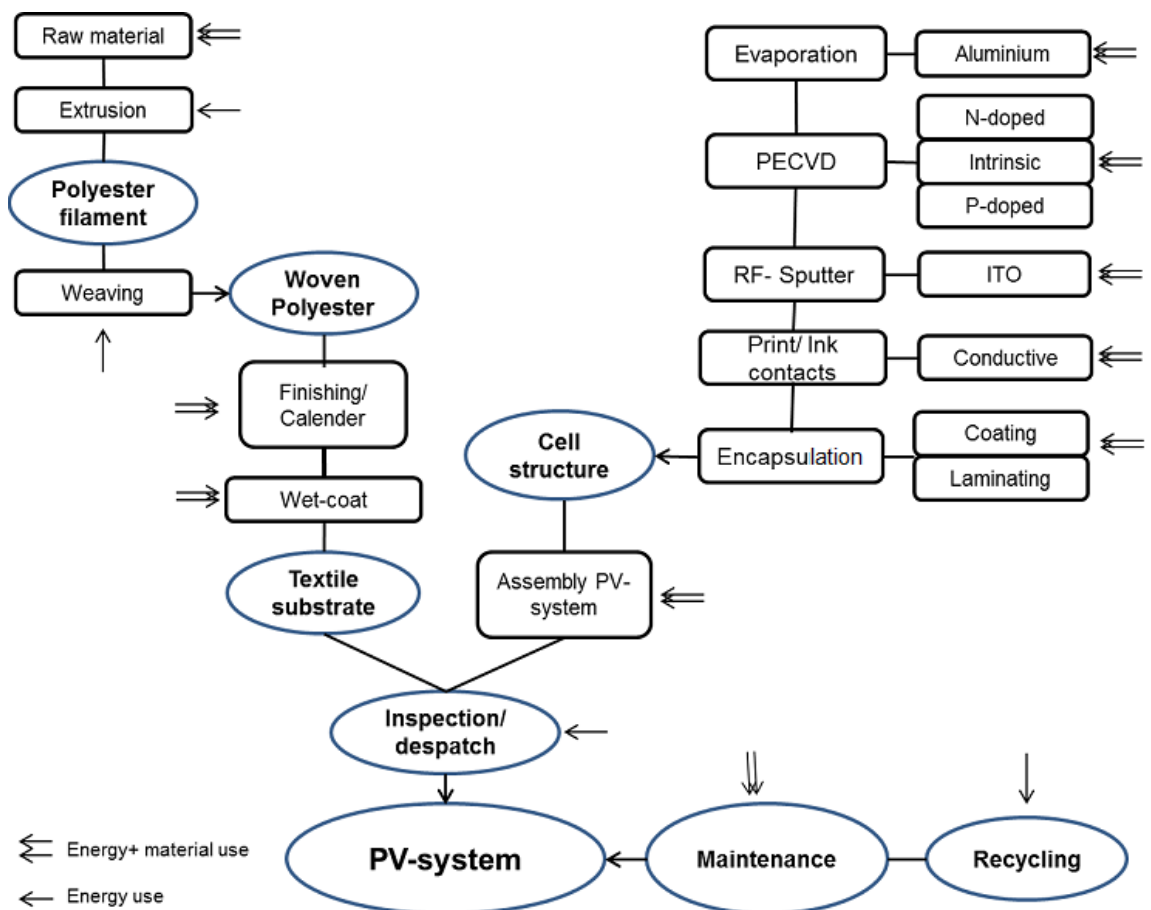 Raw material
Extrusion
Polyester
filament
Weaving
Woven
Polyester
Finishing/
Calender
Wet-coat
Textile
substrate
Evaporation
Aluminium
N-doped
PECVD
Intrinsic
P-doped
RF- Sputter
ITO
Print/ Ink
contacts
Conductive
Encapsulation
Coating
Laminating
Cell
structure
Assembly PV-
system
Inspection/
despatch
PV-system
Maintenance
Recycling
Energy+ material use
Energy use